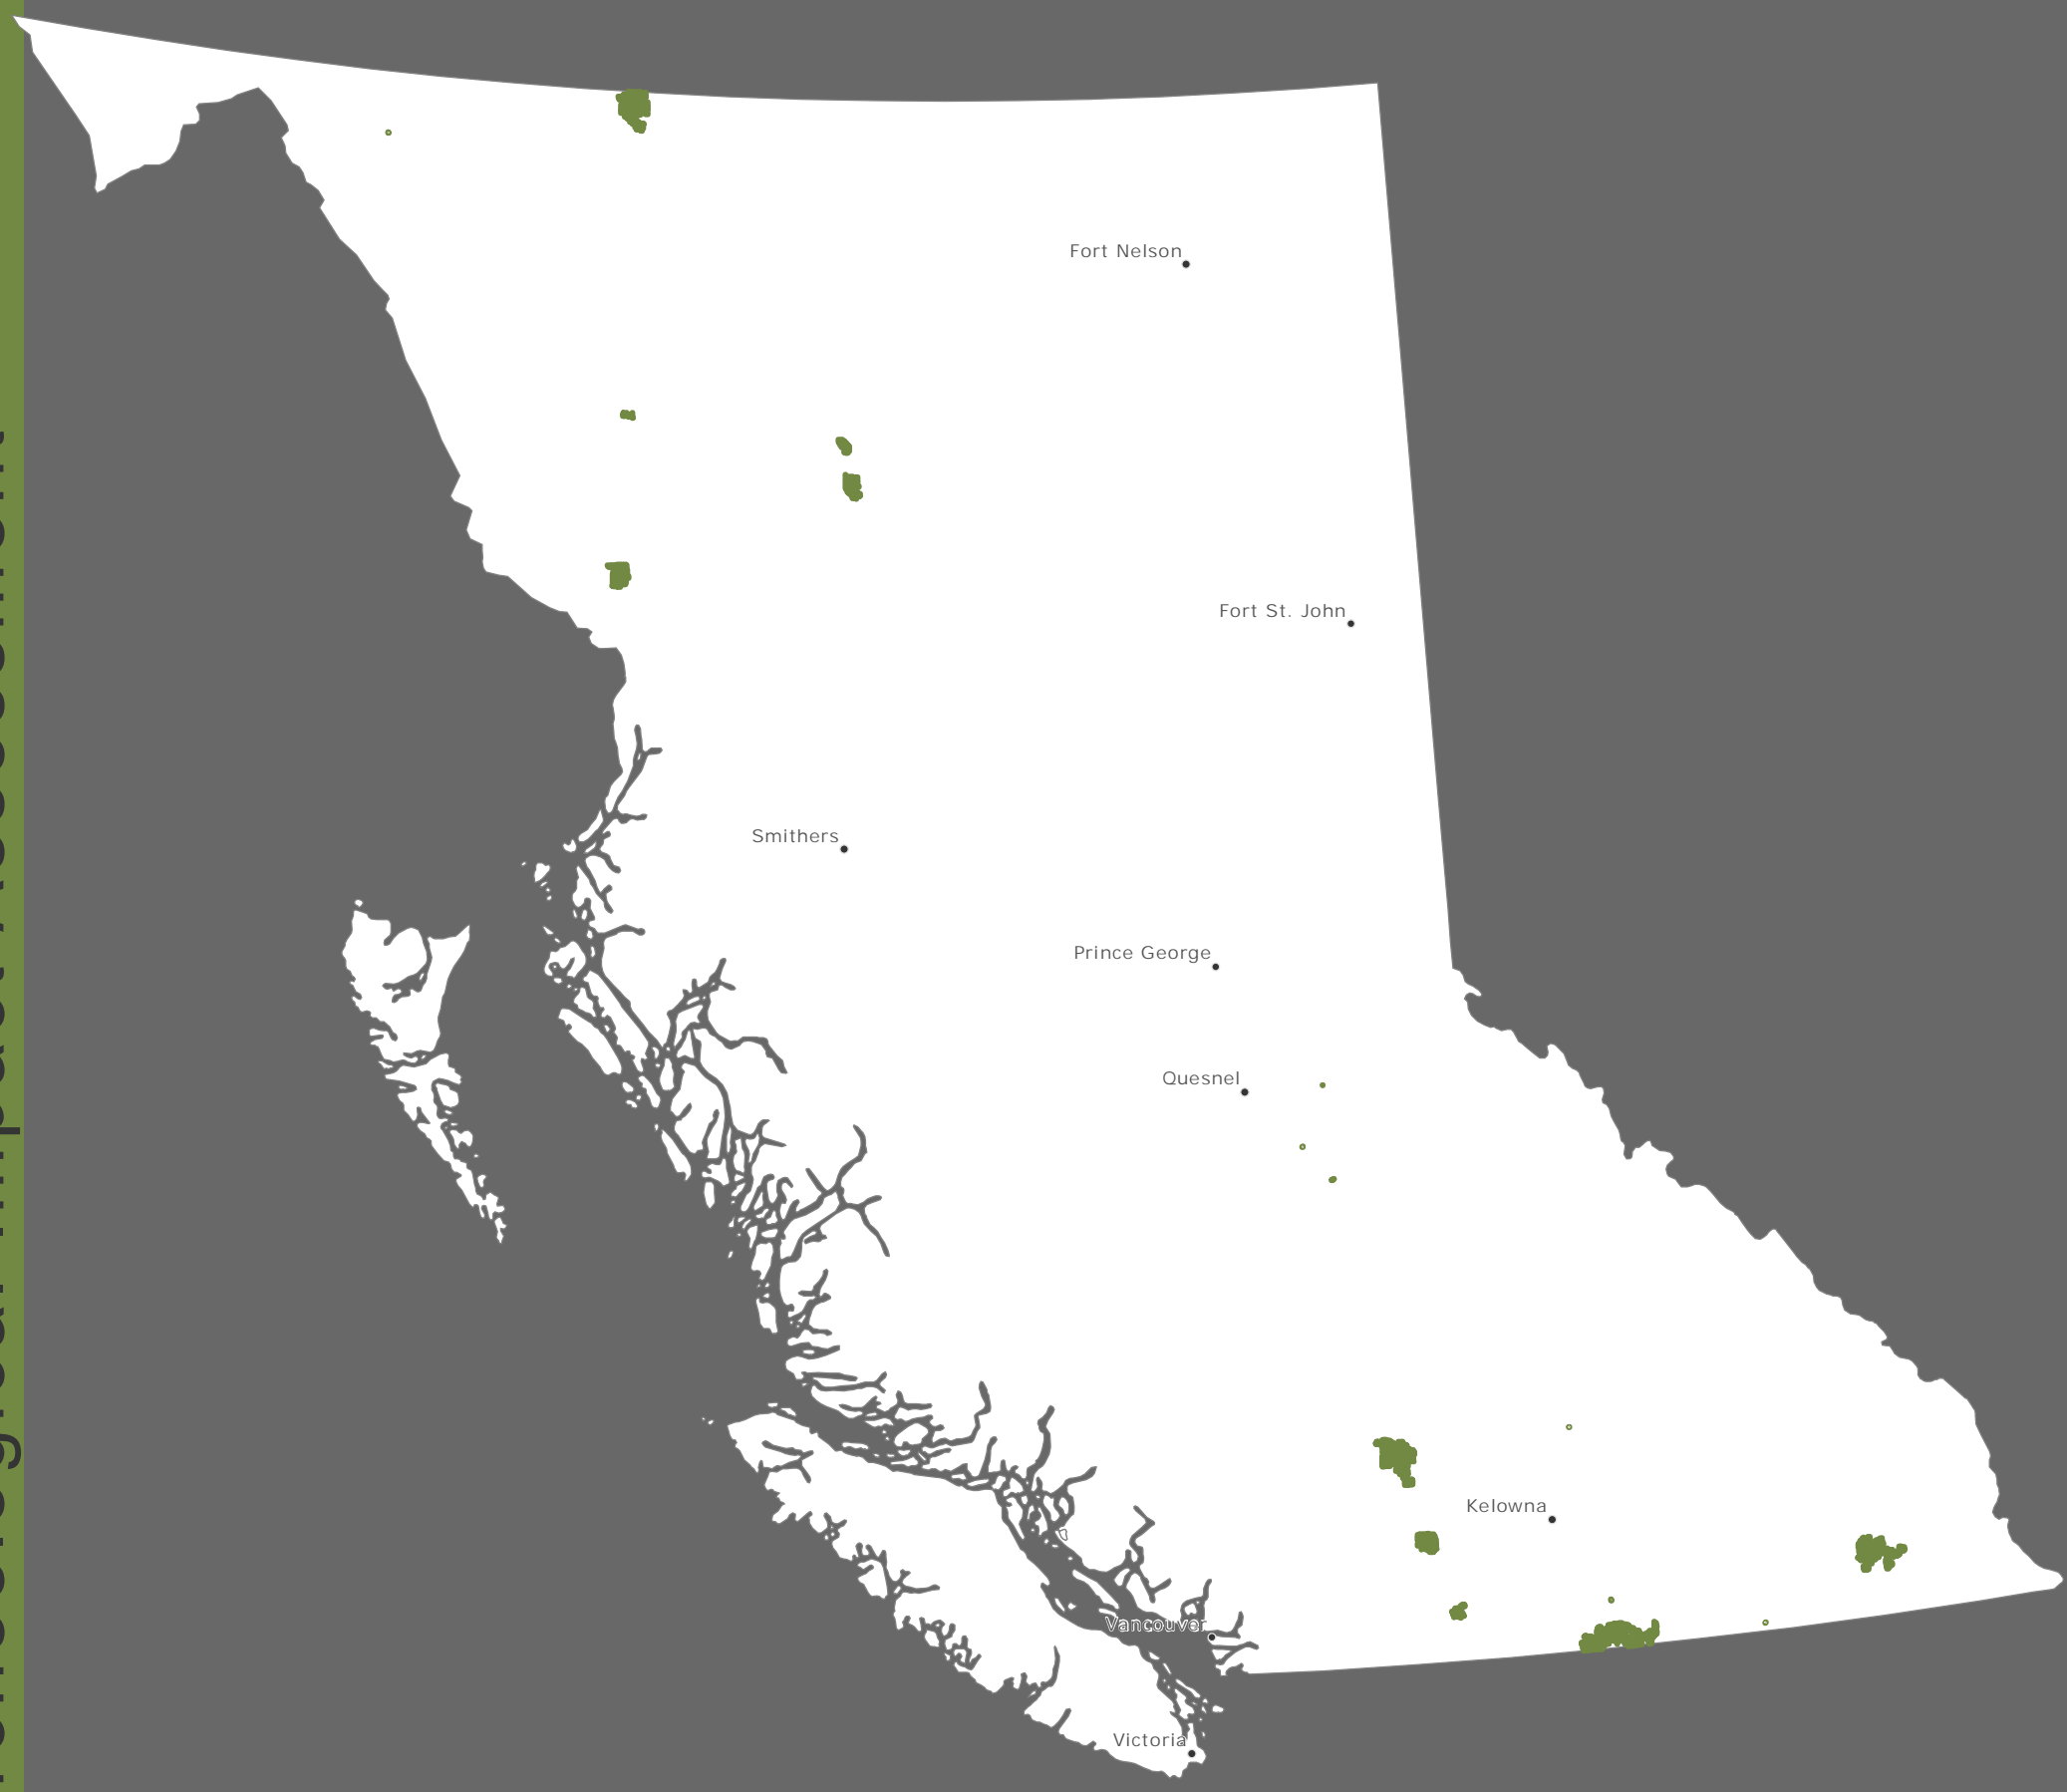 Fort Nelson
Fort St. John
Smithers
Prince George
Quesnel
Kelowna
Vancouver
Victoria